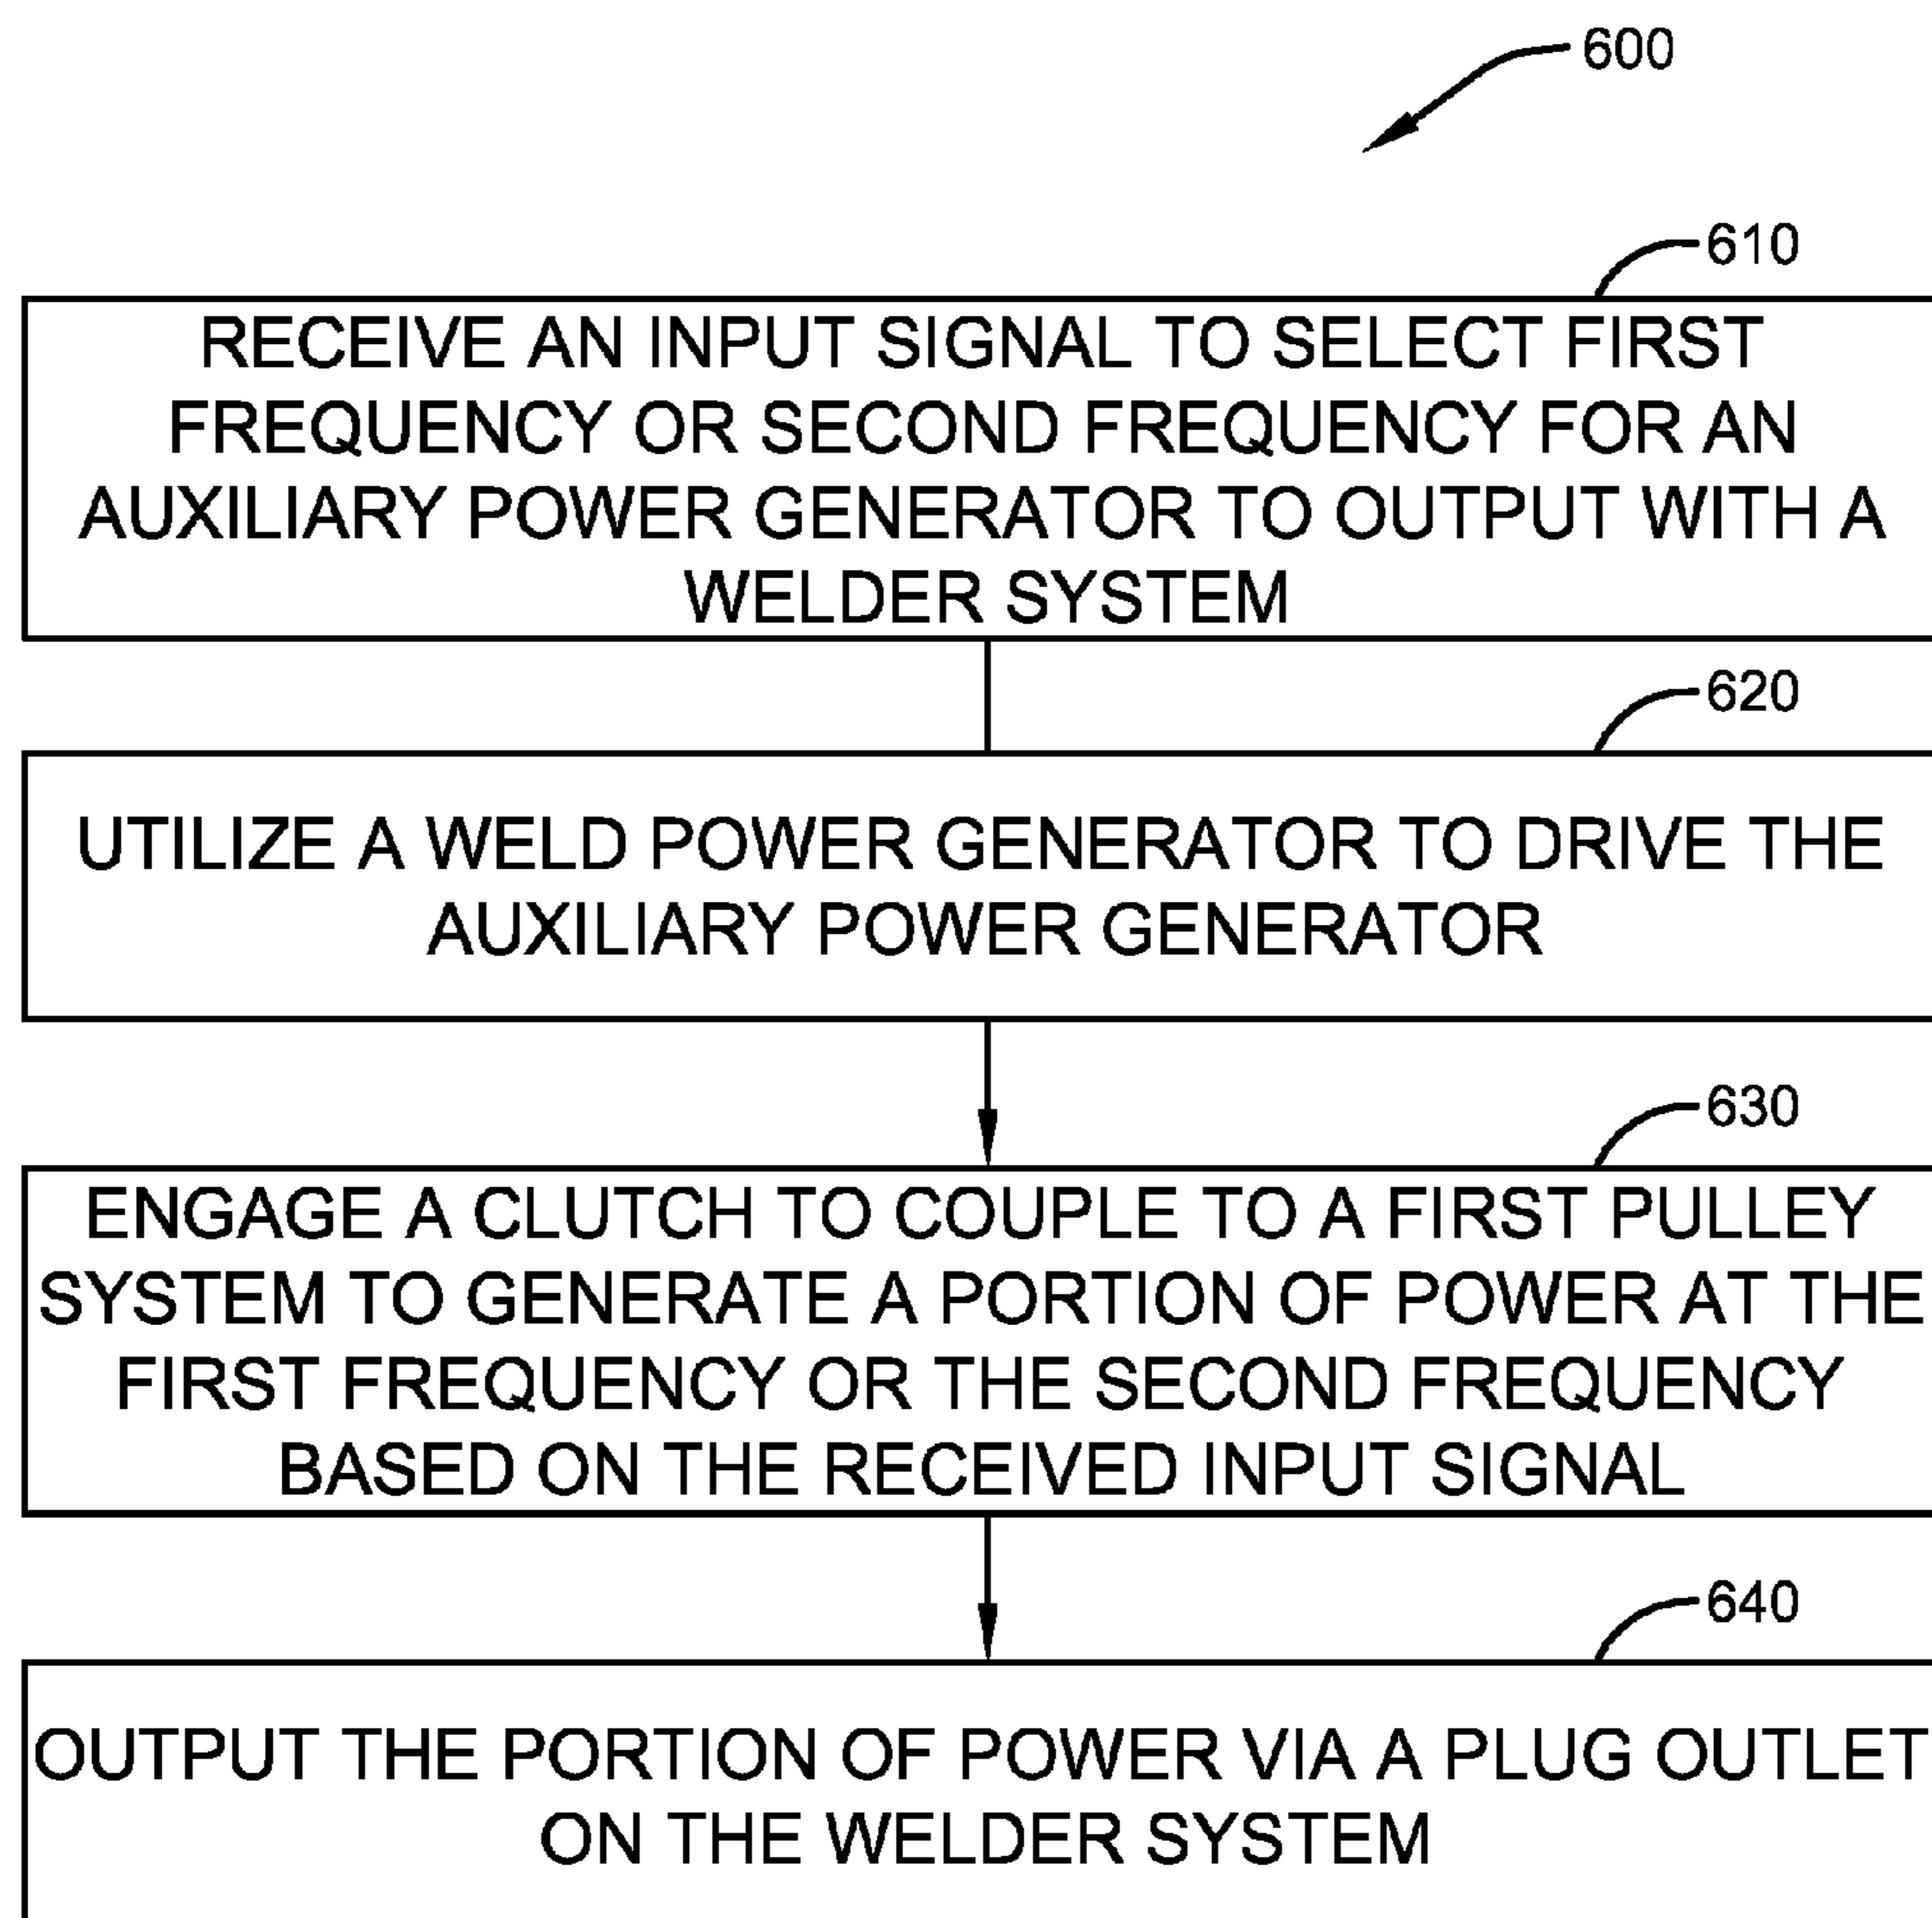 600
610
RECEIVE AN INPUT SIGNAL TO SELECT FIRST
FREQUENCY OR SECOND FREQUENCY FOR AN
AUXILIARY POWER GENERATOR TO OUTPUT WITH A
WELDER SYSTEM
620
UTILIZE A WELD POWER GENERATOR TO DRIVE THE
AUXILIARY POWER GENERATOR
630
ENGAGE A CLUTCH TO COUPLE TO A FIRST PULLEY
SYSTEM TO GENERATE A PORTION OF POWER AT THE
FIRST FREQUENCY OR THE SECOND FREQUENCY
BASED ON THE RECEIVED INPUT SIGNAL
640
OUTPUT THE PORTION OF POWER VIA A PLUG OUTLET
ON THE WELDER SYSTEM